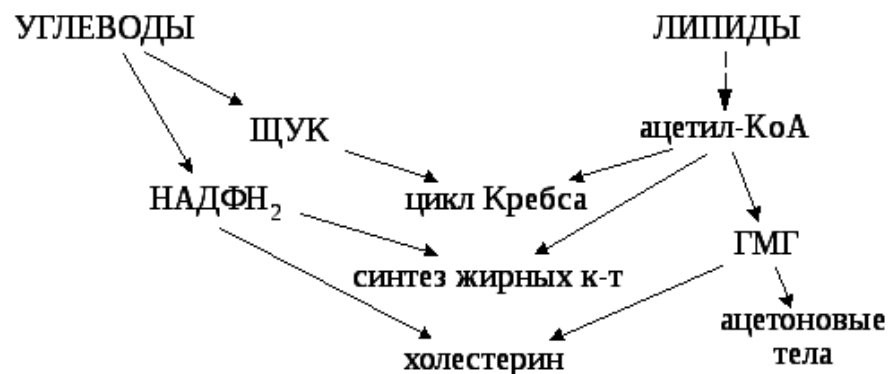 УГЛЕВОДЫ
ЛИПИДЫ
ЩУК
ацетил-КоА
НАДФН₂
цикл Кребса
ГМГ
синтез жирных к-т
ацетоновые
тела
холестерин